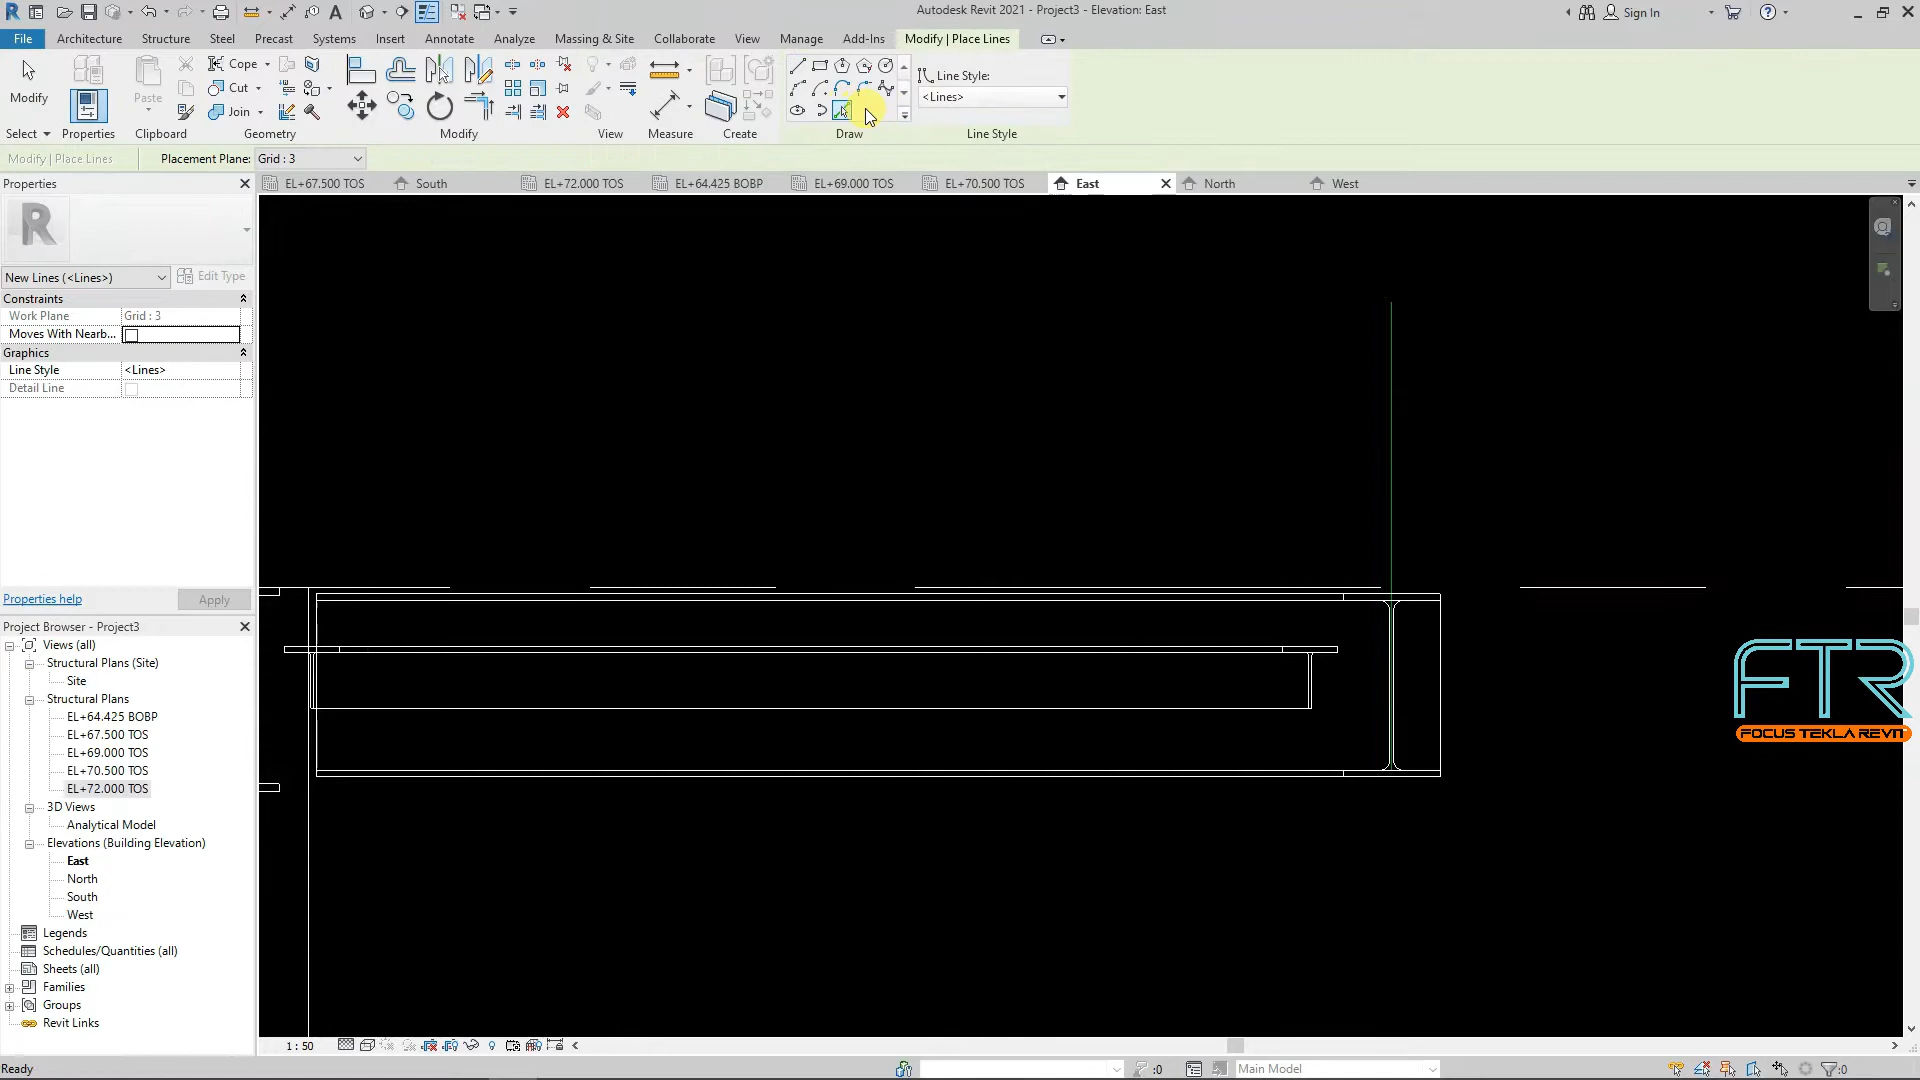 Autodesk Revit 2021 - Project3 - Elevation: East
Sign In
File Architecture Structure Steel Precast Systems Insert Annotate Analyze Massing & Site Collaborate View Manage Add-Ins Modify | Place Lines
Modify
Paste
Cope
Cut
Join
Line Style:
<Lines>
Select Properties Clipboard Geometry Modify View Measure Create Draw Line Style
Modify | Place Lines Placement Plane: Grid : 3
Properties
EL+67.500 TOS South EL+72.000 TOS EL+64.425 BOBP EL+69.000 TOS EL+70.500 TOS East North West
R
New Lines (<Lines>) Edit Type
Constraints
Work Plane Grid : 3
Moves With Nearb...
Graphics
Line Style <Lines>
Detail Line
Properties help Apply
Project Browser - Project3
Views (all)
Structural Plans (Site)
Site
Structural Plans
EL+64.425 BOBP
EL+67.500 TOS
EL+69.000 TOS
EL+70.500 TOS
EL+72.000 TOS
3D Views
Analytical Model
Elevations (Building Elevation)
East
North
South
West
Legends
Schedules/Quantities (all)
Sheets (all)
Families
Groups
Revit Links
FTR
FOCUS TEKLA REVIT
1 : 50
Ready :0 Main Model :0